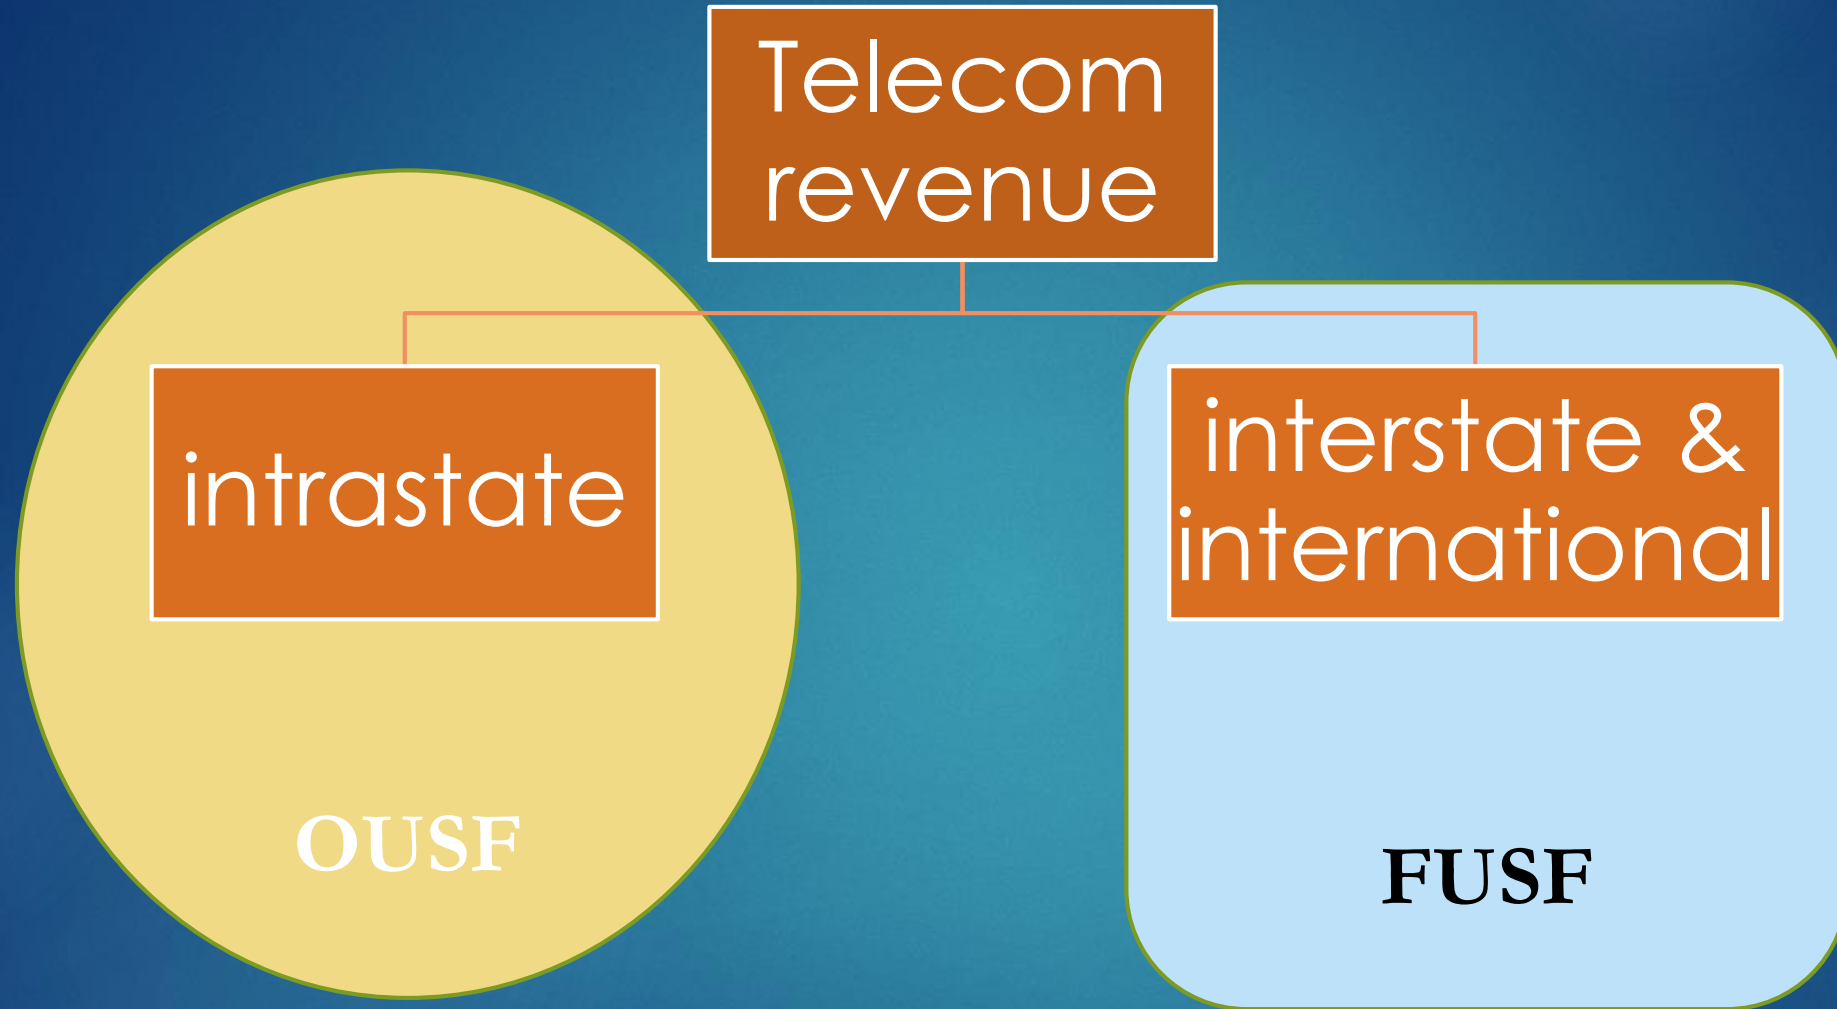 Telecom
revenue
intrastate
interstate &
international
OUSF
FUSF